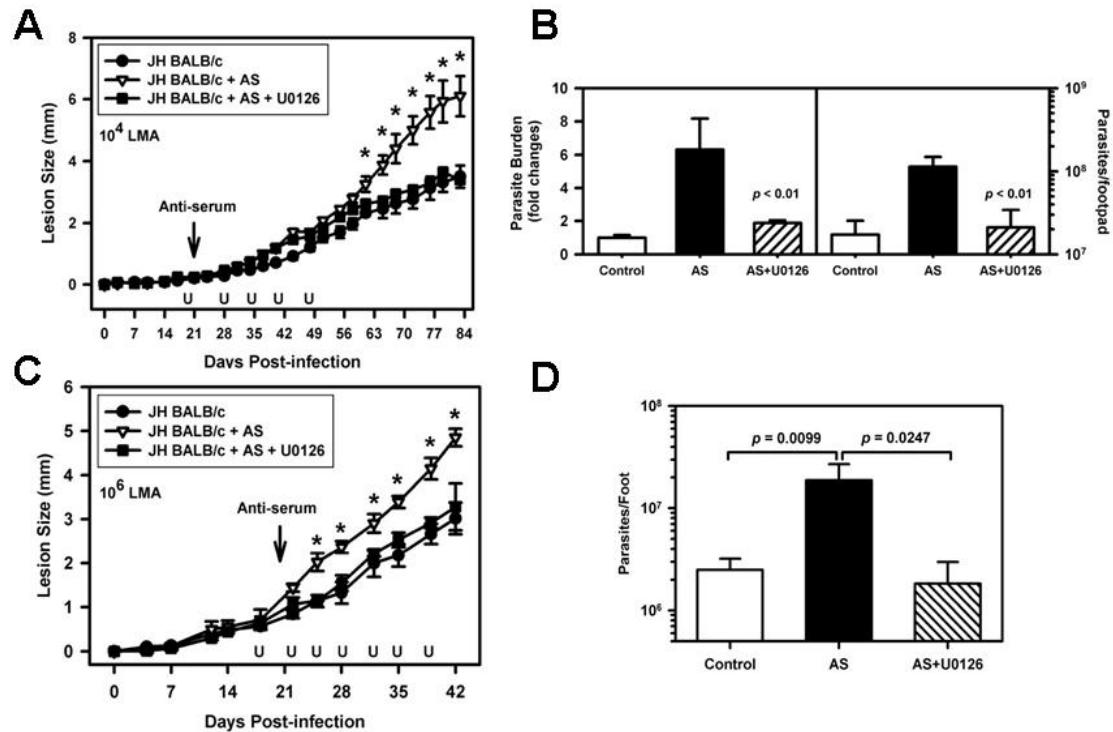 A
8
6
4
2
0
Lesion Size (mm)
JH BALB/c
JH BALB/c + AS
JH BALB/c + AS + U0126
10^4 LMA
Anti-serum
* * * * * * *
U U U U U
0 7 14 21 28 35 42 49 56 63 70 77 84
Days Post-infection
B
10
8
6
4
2
0
Parasite Burden
(fold changes)
p < 0.01
p < 0.01
Control AS AS+U0126 Control AS AS+U0126
10^9
10^8
10^7
Parasites/footpad
C
6
5
4
3
2
1
0
Lesion Size (mm)
JH BALB/c
JH BALB/c + AS
JH BALB/c + AS + U0126
10^6 LMA
Anti-serum
* * * * * *
U U U U U U U
0 7 14 21 28 35 42
Days Post-infection
D
10^8
10^7
10^6
Parasites/Foot
p = 0.0099 p = 0.0247
Control AS AS+U0126